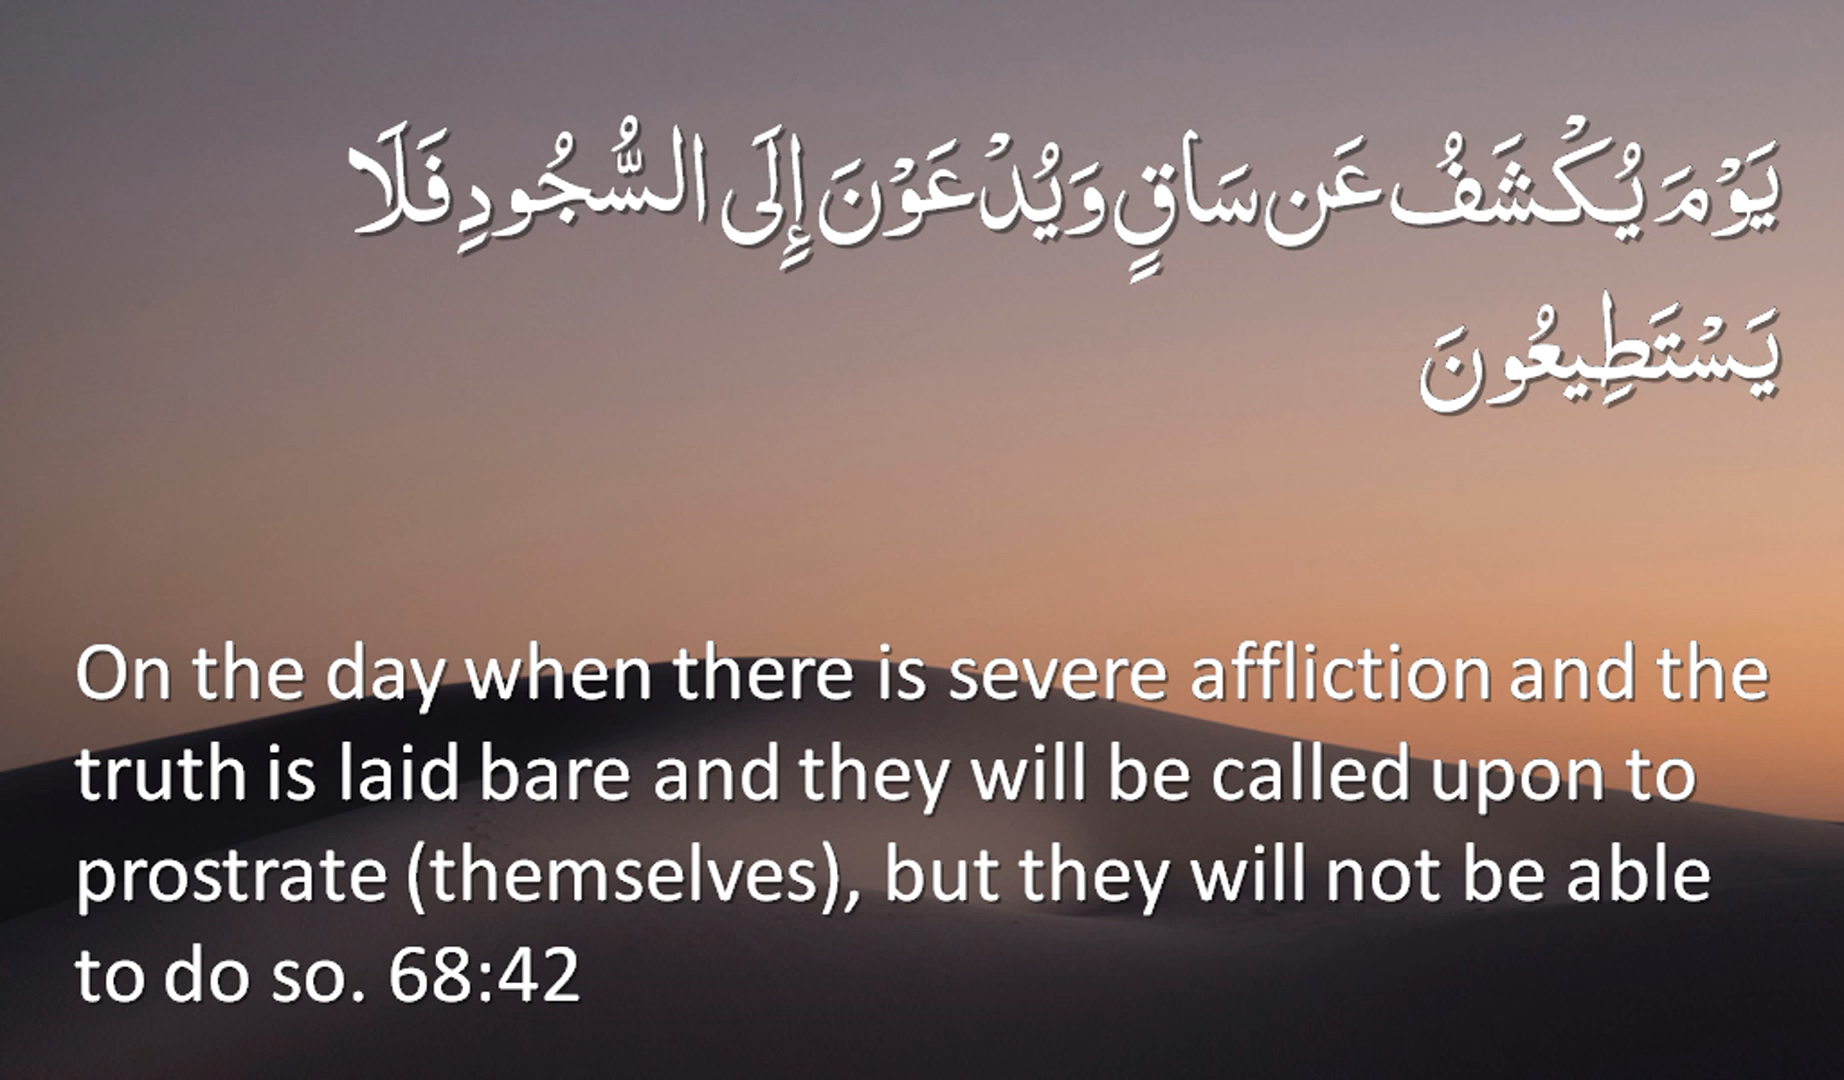 يَوْمَ يُكْشَفُ عَن سَاقٍ وَيُدْعَوْنَ إِلَى السُّجُودِ فَلَا
يَسْتَطِيعُونَ
On the day when there is severe affliction and the
truth is laid bare and they will be called upon to
prostrate (themselves), but they will not be able
to do so. 68:42